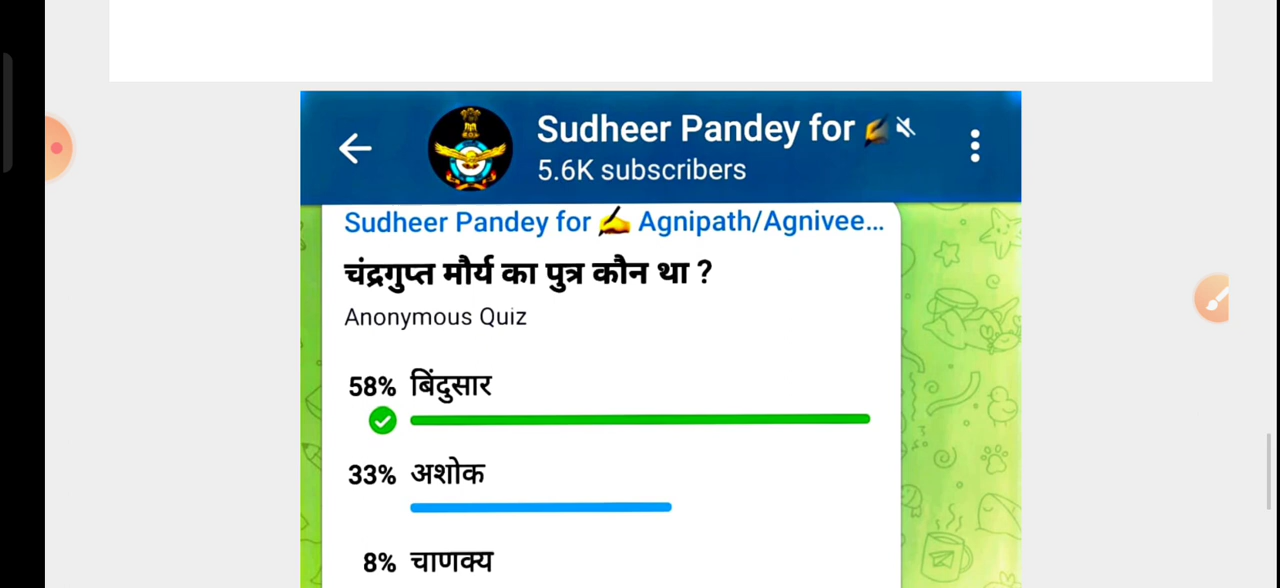 Sudheer Pandey for ✍
5.6K subscribers
Sudheer Pandey for ✍ Agnipath/Agnivee...
चंद्रगुप्त मौर्य का पुत्र कौन था ?
Anonymous Quiz
58% बिंदुसार
33% अशोक
8% चाणक्य